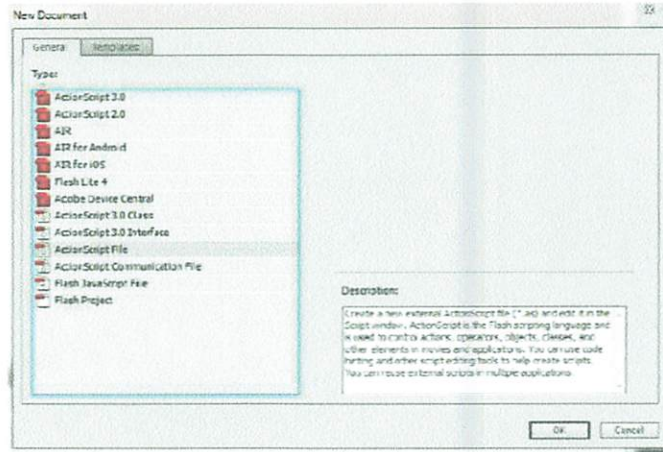 New Document
General
Templates
Type:
ActionScript 3.0
ActionScript 2.0
AIR
AIR for Android
AIR for iOS
Flash Lite 4
Adobe Device Central
ActionScript 3.0 Class
ActionScript 3.0 Interface
ActionScript File
ActionScript Communication File
Flash JavaScript File
Flash Project
Description:
Create a new external ActionScript file (*.as) and edit it in the
Script window. ActionScript is the Flash scripting language and
is used to control actions, operators, objects, classes, and
other elements in movies and applications. You can use code
hinting and other script editing tools to help create scripts.
You can reuse external scripts in multiple applications.
OK
Cancel